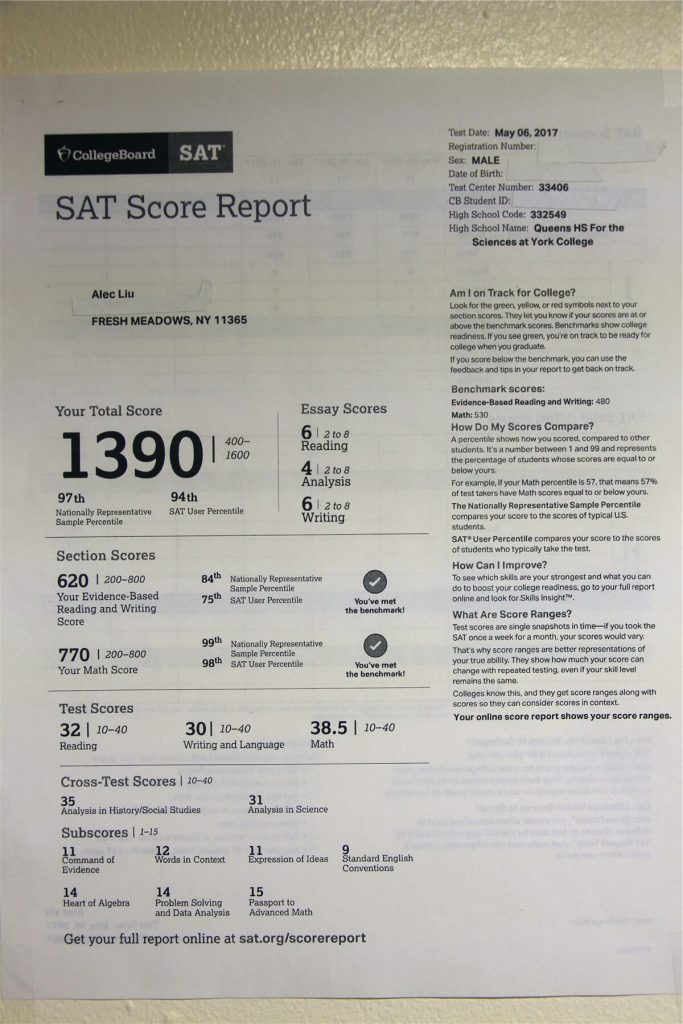 CollegeBoard SAT
SAT Score Report
Test Date: May 06, 2017
Registration Number:
Sex: MALE
Date of Birth:
Test Center Number: 33406
CB Student ID:
High School Code: 332549
High School Name: Queens HS For the
Sciences at York College
Alec Liu
FRESH MEADOWS, NY 11365
Your Total Score
1390 | 400–
1600
97th
Nationally Representative
Sample Percentile
94th
SAT User Percentile
Essay Scores
6 | 2 to 8
Reading
4 | 2 to 8
Analysis
6 | 2 to 8
Writing
Section Scores
620 | 200–800
Your Evidence-Based
Reading and Writing
Score
84th Nationally Representative
Sample Percentile
75th SAT User Percentile
You've met
the benchmark!
770 | 200–800
Your Math Score
99th Nationally Representative
Sample Percentile
98th SAT User Percentile
You've met
the benchmark!
Test Scores
32 | 10–40
Reading
30 | 10–40
Writing and Language
38.5 | 10–40
Math
Cross-Test Scores | 10–40
35
Analysis in History/Social Studies
31
Analysis in Science
Subscores | 1–15
11
Command of
Evidence
12
Words in Context
11
Expression of Ideas
9
Standard English
Conventions
14
Heart of Algebra
14
Problem Solving
and Data Analysis
15
Passport to
Advanced Math
Get your full report online at sat.org/scorereport
Am I on Track for College?
Look for the green, yellow, or red symbols next to your
section scores. They let you know if your scores are at or
above the benchmark scores. Benchmarks show college
readiness. If you see green, you're on track to be ready for
college when you graduate.
If you score below the benchmark, you can use the
feedback and tips in your report to get back on track.
Benchmark scores:
Evidence-Based Reading and Writing: 480
Math: 530
How Do My Scores Compare?
A percentile shows how you scored, compared to other
students. It's a number between 1 and 99 and represents
the percentage of students whose scores are equal to or
below yours.
For example, if your Math percentile is 57, that means 57%
of test takers have Math scores equal to or below yours.
The Nationally Representative Sample Percentile
compares your score to the scores of typical U.S.
students.
SAT® User Percentile compares your score to the scores
of students who typically take the test.
How Can I Improve?
To see which skills are your strongest and what you can
do to boost your college readiness, go to your full report
online and look for Skills Insight™.
What Are Score Ranges?
Test scores are single snapshots in time—if you took the
SAT once a week for a month, your scores would vary.
That's why score ranges are better representations of
your true ability. They show how much your score can
change with repeated testing, even if your skill level
remains the same.
Colleges know this, and they get score ranges along with
scores so they can consider scores in context.
Your online score report shows your score ranges.